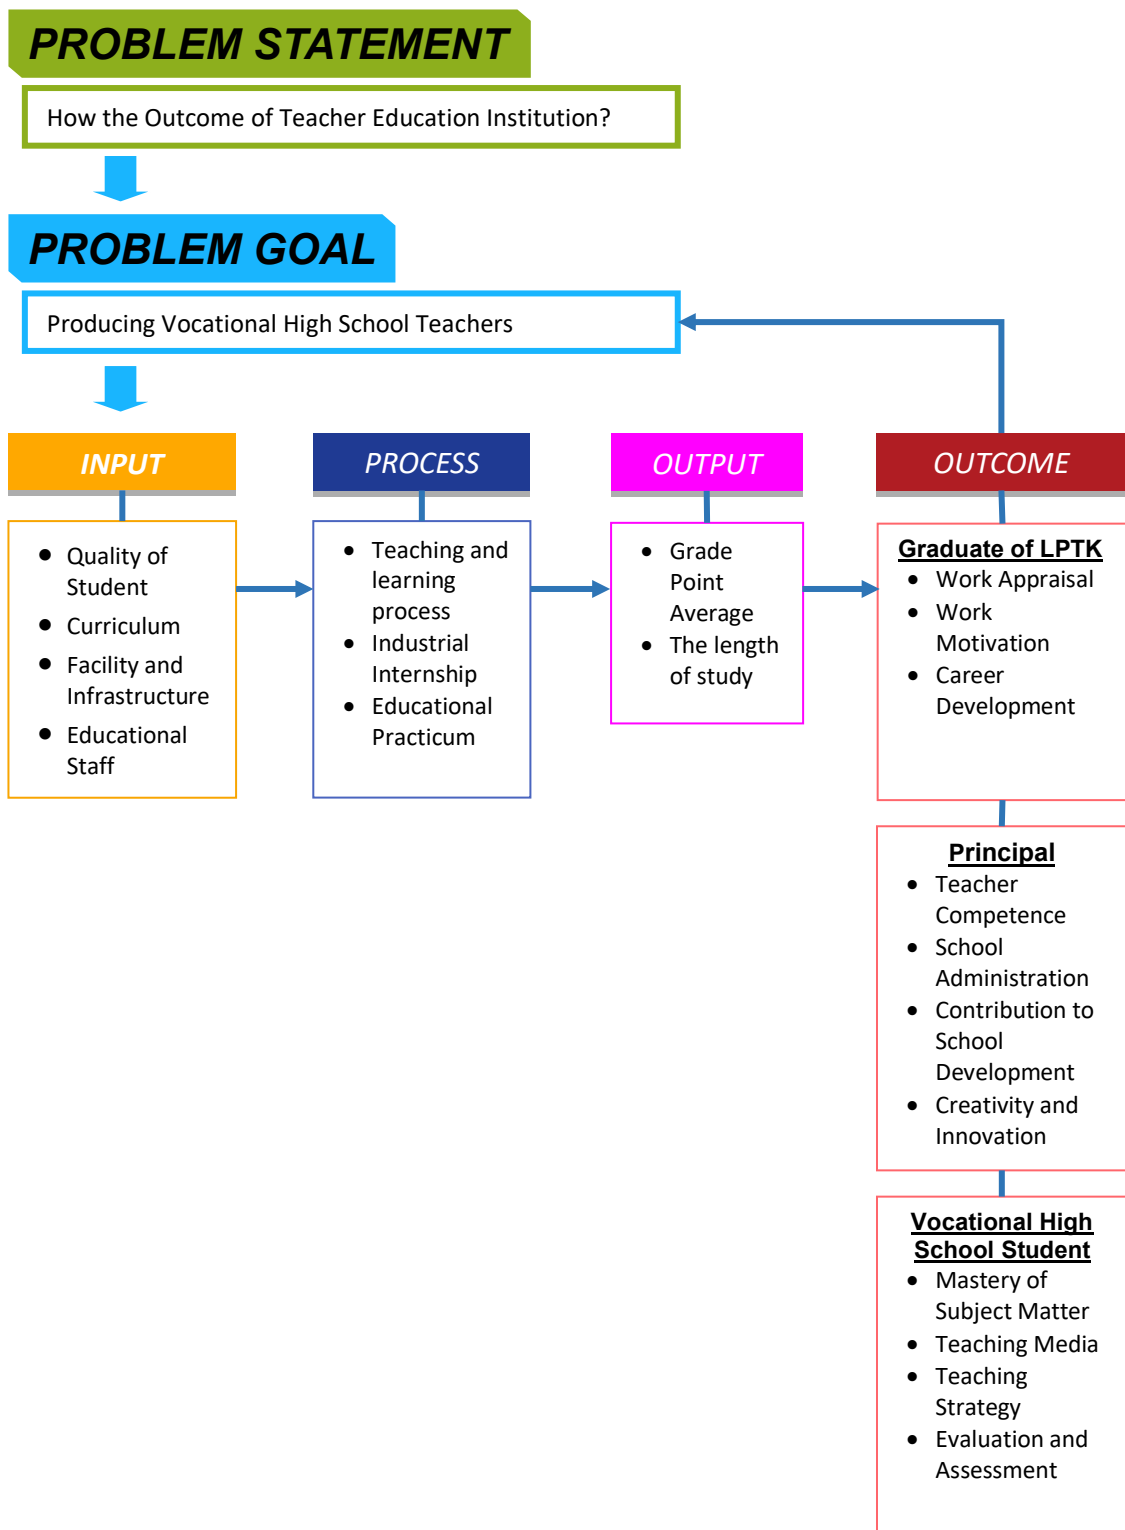 PROBLEM STATEMENT
How the Outcome of Teacher Education Institution?
PROBLEM GOAL
Producing Vocational High School Teachers
INPUT
• Quality of
Student
• Curriculum
• Facility and
Infrastructure
• Educational
Staff
PROCESS
• Teaching and
learning
process
• Industrial
Internship
• Educational
Practicum
OUTPUT
• Grade
Point
Average
• The length
of study
OUTCOME
Graduate of LPTK
• Work Appraisal
• Work
Motivation
• Career
Development
Principal
• Teacher
Competence
• School
Administration
• Contribution to
School
Development
• Creativity and
Innovation
Vocational High
School Student
• Mastery of
Subject Matter
• Teaching Media
• Teaching
Strategy
• Evaluation and
Assessment